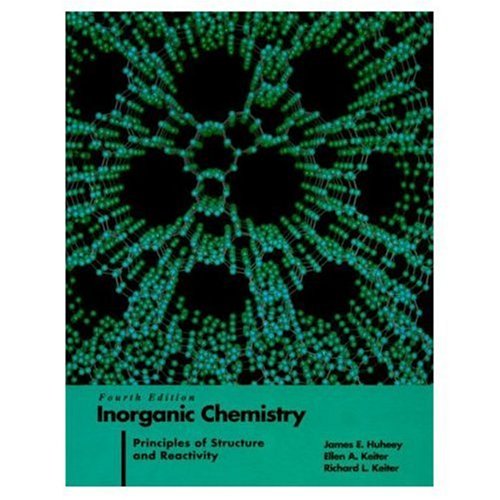 Fourth Edition
Inorganic Chemistry
Principles of Structure
and Reactivity
James E. Huheey
Ellen A. Keiter
Richard L. Keiter